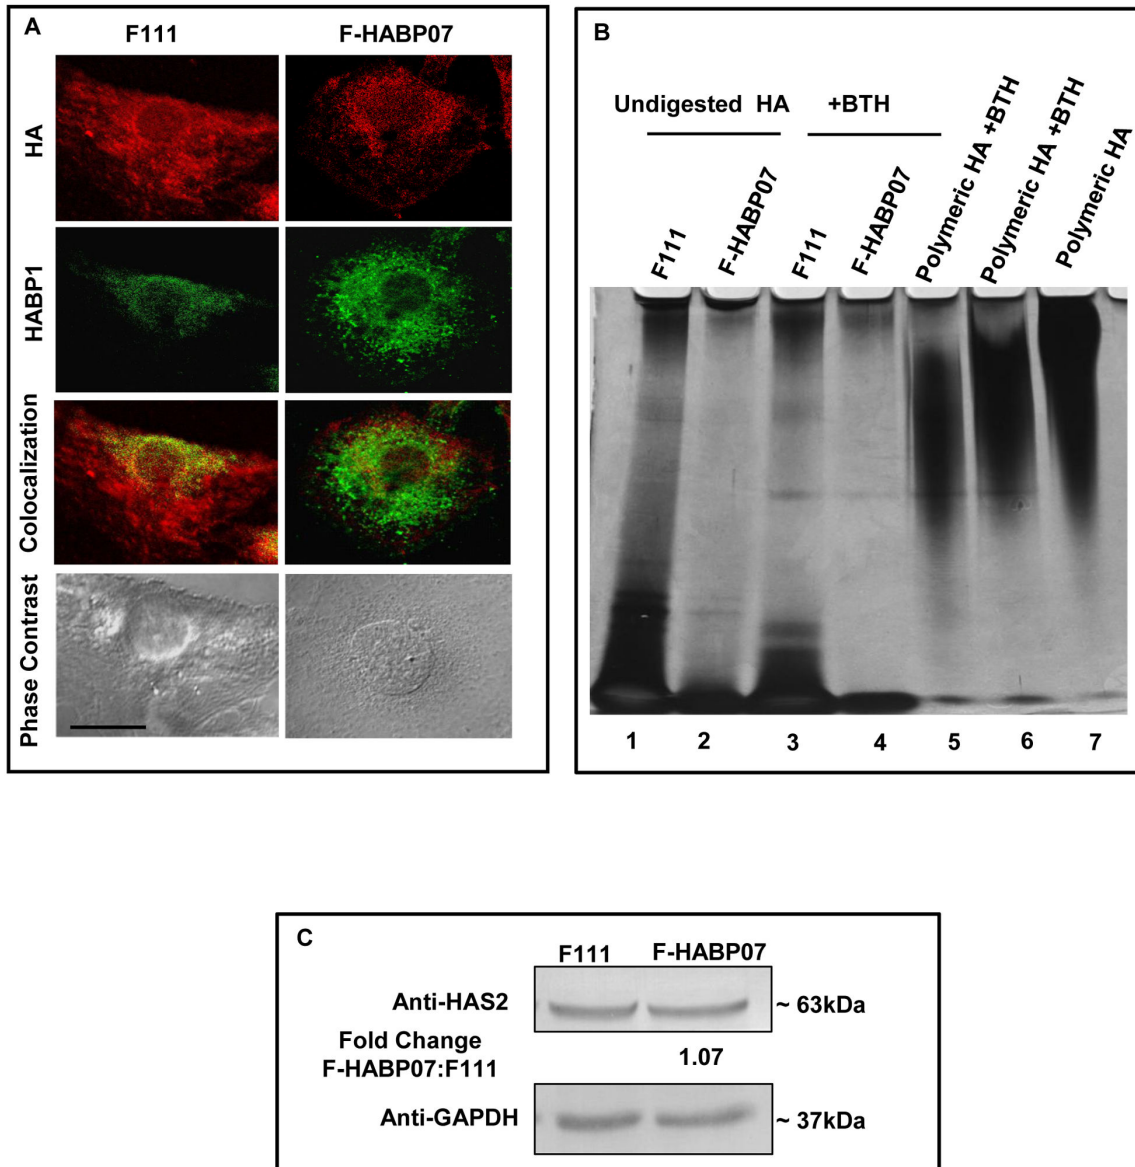 A
F111
F-HABP07
HA
HABP1
Colocalization
Phase Contrast
B
Undigested HA
+BTH
F111
F-HABP07
F111
F-HABP07
Polymeric HA +BTH
Polymeric HA +BTH
Polymeric HA
1 2 3 4 5 6 7
C
F111 F-HABP07
Anti-HAS2 ~ 63kDa
Fold Change
F-HABP07:F111 1.07
Anti-GAPDH ~ 37kDa